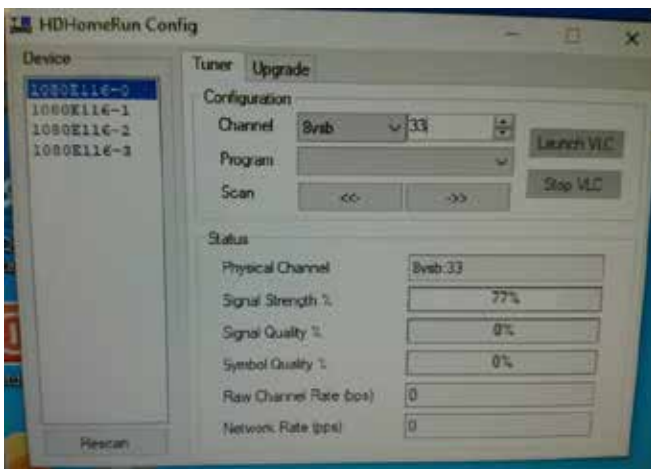 HDHomeRun Config
Device
1080E116-0
1080E116-1
1080E116-2
1080E116-3
Rescan
Tuner Upgrade
Configuration
Channel 8vsb 33
Program
Scan <<- ->>
Launch VLC
Stop VLC
Status
Physical Channel 8vsb:33
Signal Strength % 77%
Signal Quality % 0%
Symbol Quality % 0%
Raw Channel Rate (bps) 0
Network Rate (pps) 0